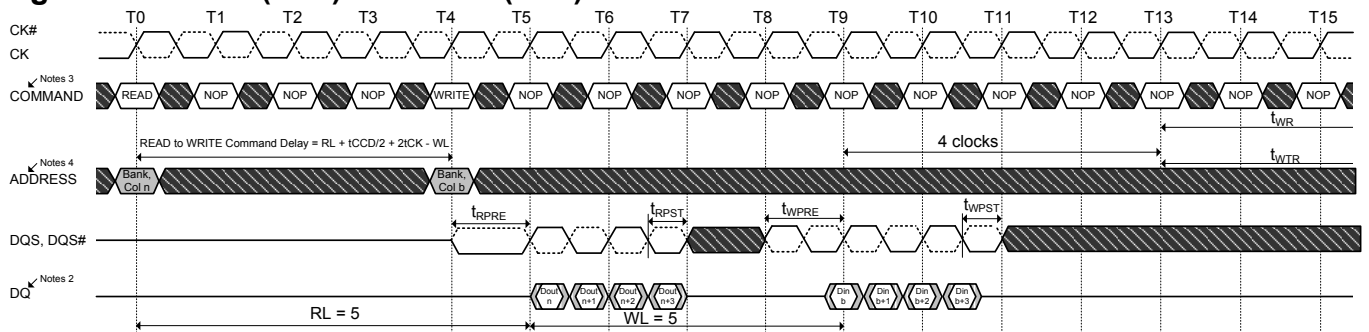 T0 T1 T2 T3 T4 T5 T6 T7 T8 T9 T10 T11 T12 T13 T14 T15
CK#
CK
Notes 3
COMMAND READ NOP NOP NOP WRITE NOP NOP NOP NOP NOP NOP NOP NOP NOP NOP NOP
tWR
READ to WRITE Command Delay = RL + tCCD/2 + 2tCK - WL
4 clocks
Notes 4
tWTR
ADDRESS Bank, Col n Bank, Col b
tRPRE tRPST tWPRE tWPST
DQS, DQS#
Notes 2
DQ Dout n Dout n+1 Dout n+2 Dout n+3 Din b Din b+1 Din b+2 Din b+3
RL = 5 WL = 5